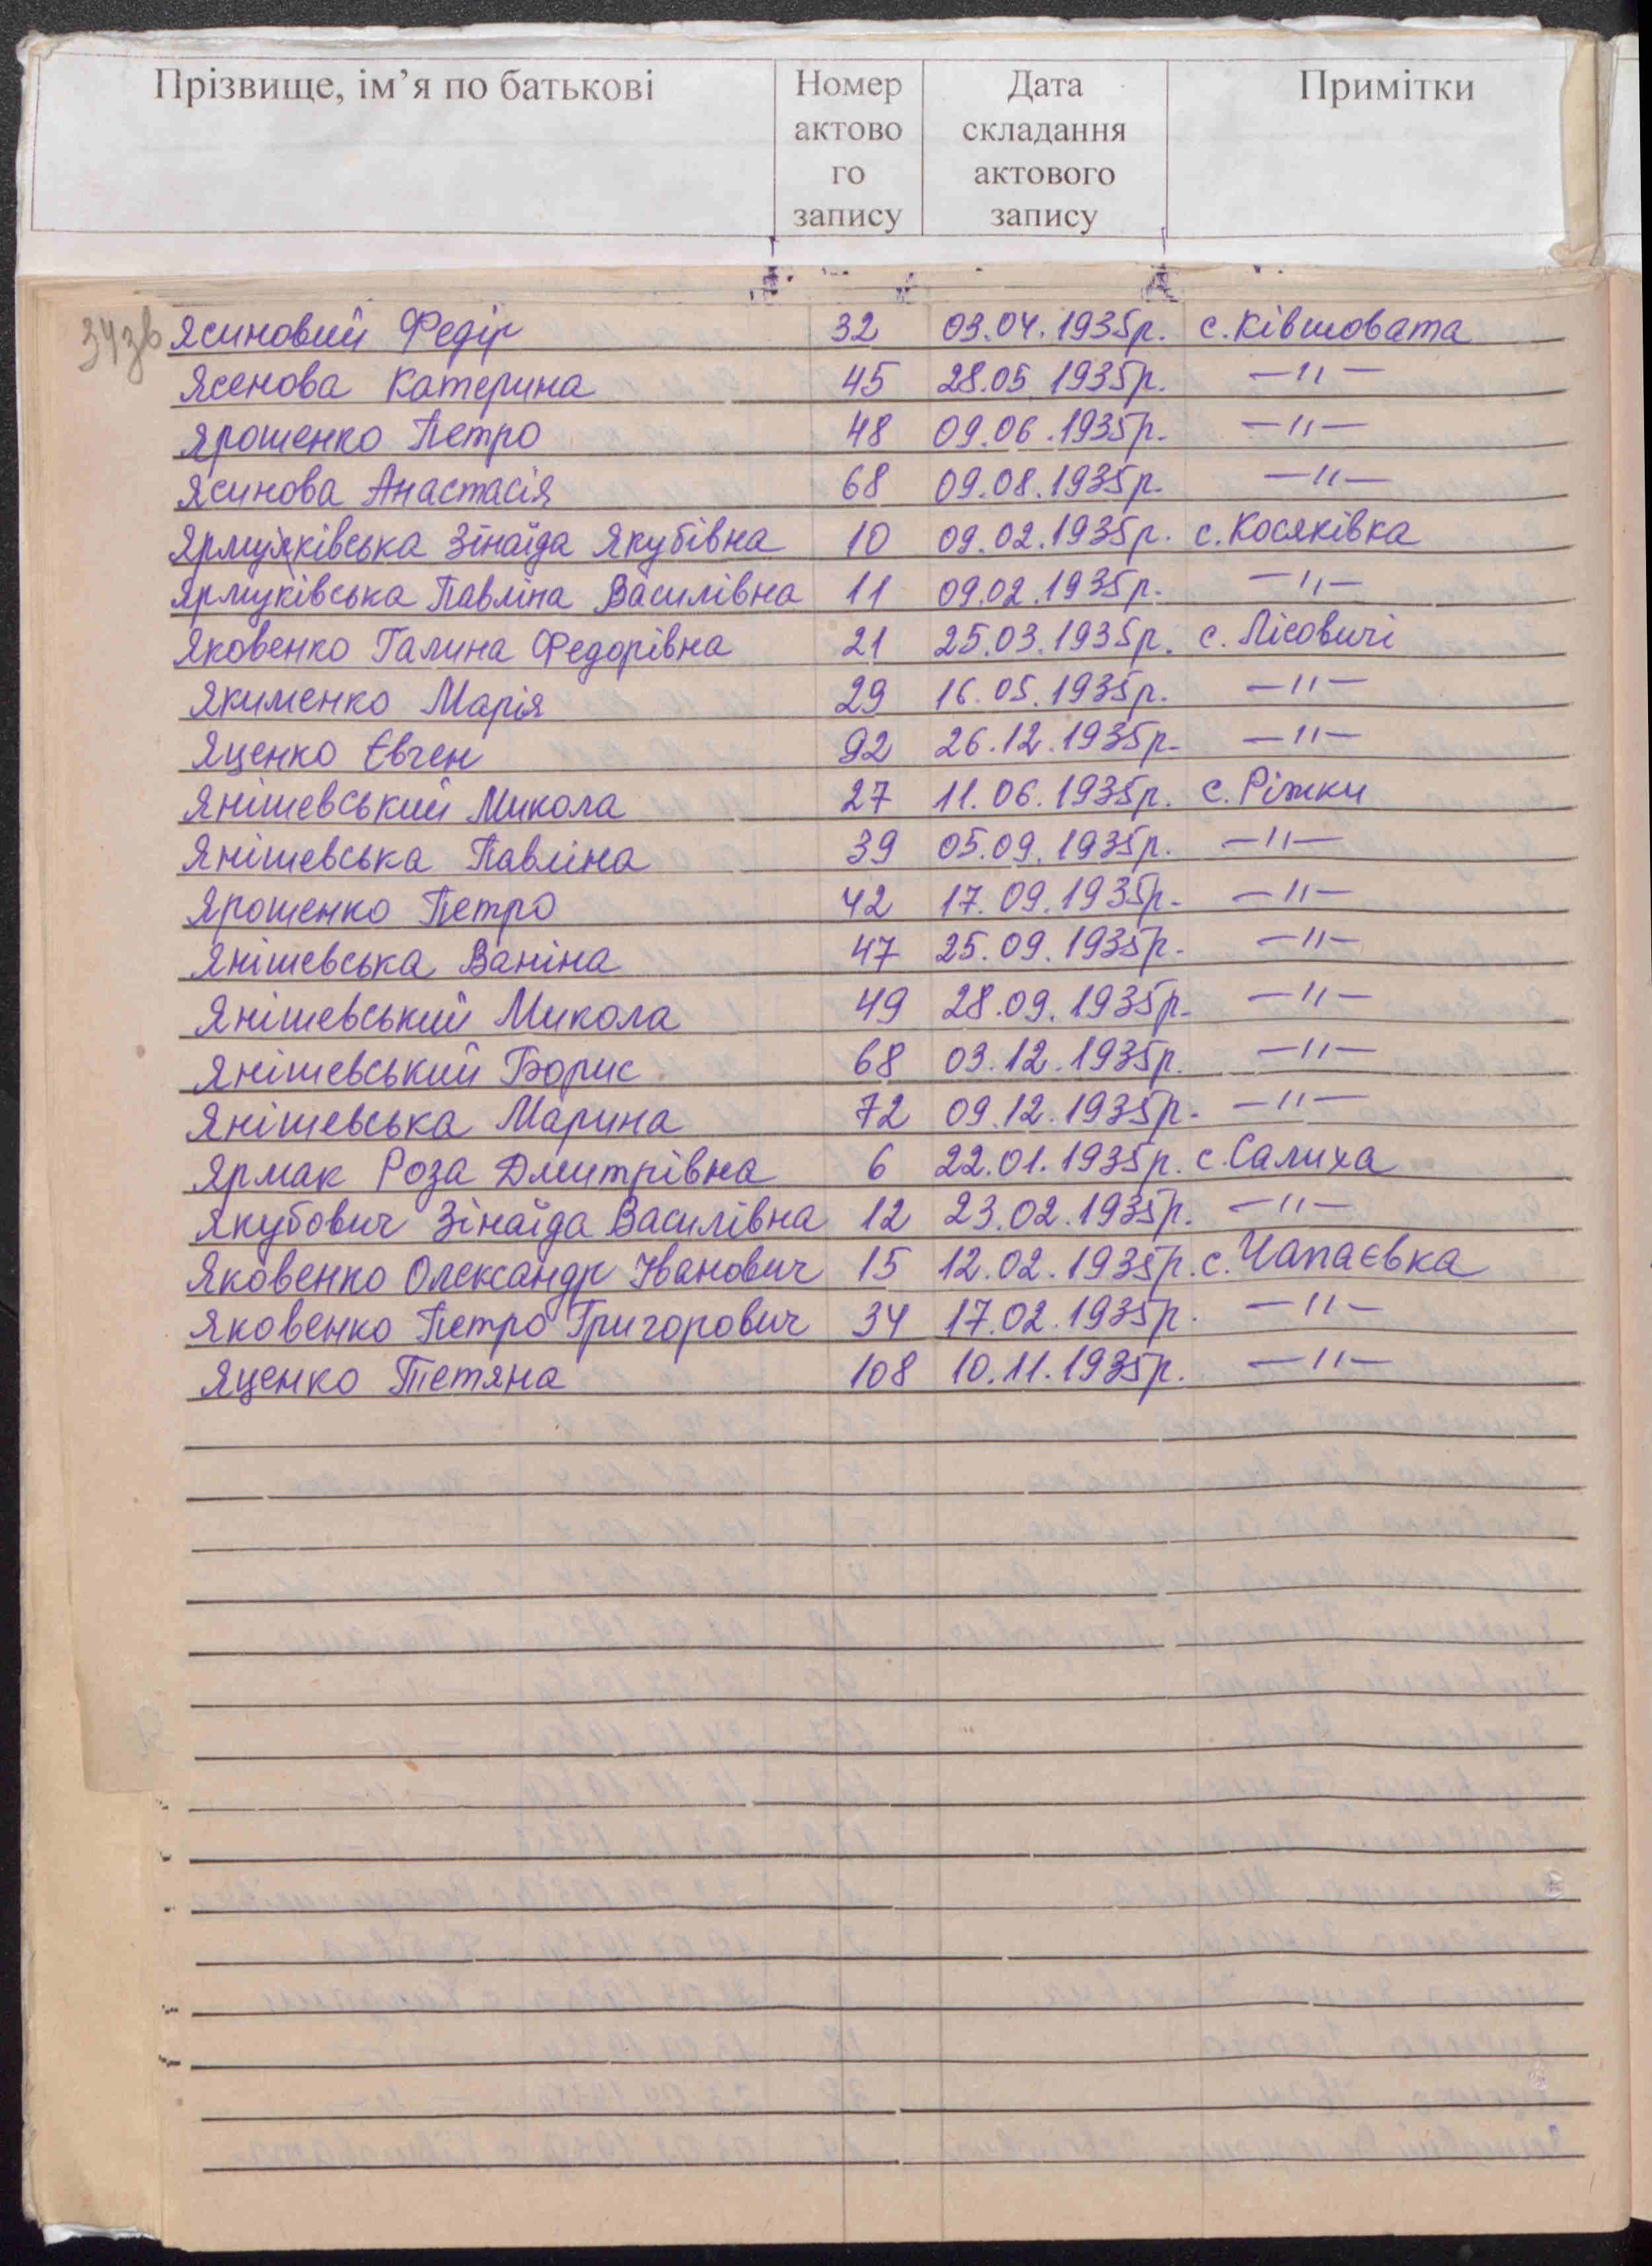 Прізвище, ім’я по батькові Номер актово го запису Дата складання актового запису Примітки
34зв Ясиновий Федір 32 03.04.1935р. с.Ківшовата
Ясенова Катерина 45 28.05.1935р. —"—
Ярошенко Петро 48 09.06.1935р. —"—
Ясинова Анастасія 68 09.08.1935р. —"—
Зінаїда Якубівна 10 09.02.1935р. с.Косяківка
Ярмуківська Павліна Василівна 11 09.02.1935р. —"—
Яковенко Галина Федорівна 21 25.03.1935р. с. Лісовичі
Якименко Марія 29 16.05.1935р. —"—
Яценко Євген 92 26.12.1935р. —"—
Янішевський Микола 27 11.06.1935р. с.Ріжки
Янішевська Павліна 39 05.09.1935р. —"—
Ярошенко Петро 42 17.09.1935р. —"—
Янішевська Ваніна 47 25.09.1935р. —"—
Янішевський Микола 49 28.09.1935р. —"—
Янішевський Борис 68 03.12.1935р. —"—
Янішевська Марина 72 09.12.1935р. —"—
Ярмак Роза Дмитрівна 6 22.01.1935р. с.Салиха
Якубович Зінаїда Василівна 12 23.02.1935р. —"—
Яковенко Олександр Іванович 15 12.02.1935р. с.Чапаєвка
Яковенко Петро Григорович 34 17.02.1935р. —"—
Яценко Тетяна 108 10.11.1935р. —"—